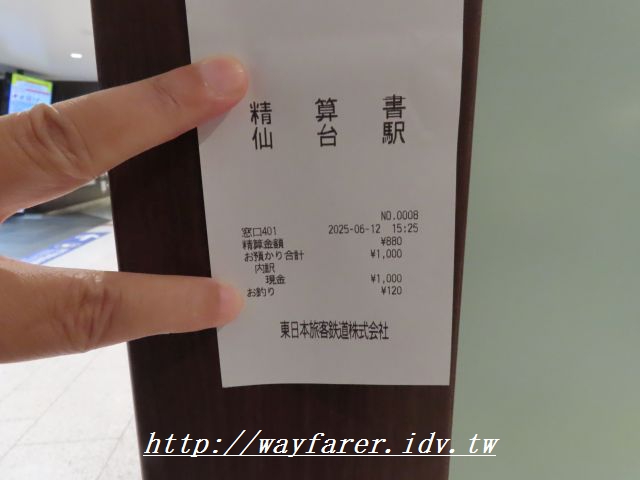 精 算 書
仙 台 駅
NO.0008
窓口401 2025-06-12 15:25
精算金額 ¥880
お預かり合計 ¥1,000
内訳
現金 ¥1,000
お釣り ¥120
東日本旅客鉄道株式会社
http://wayfarer.idv.tw